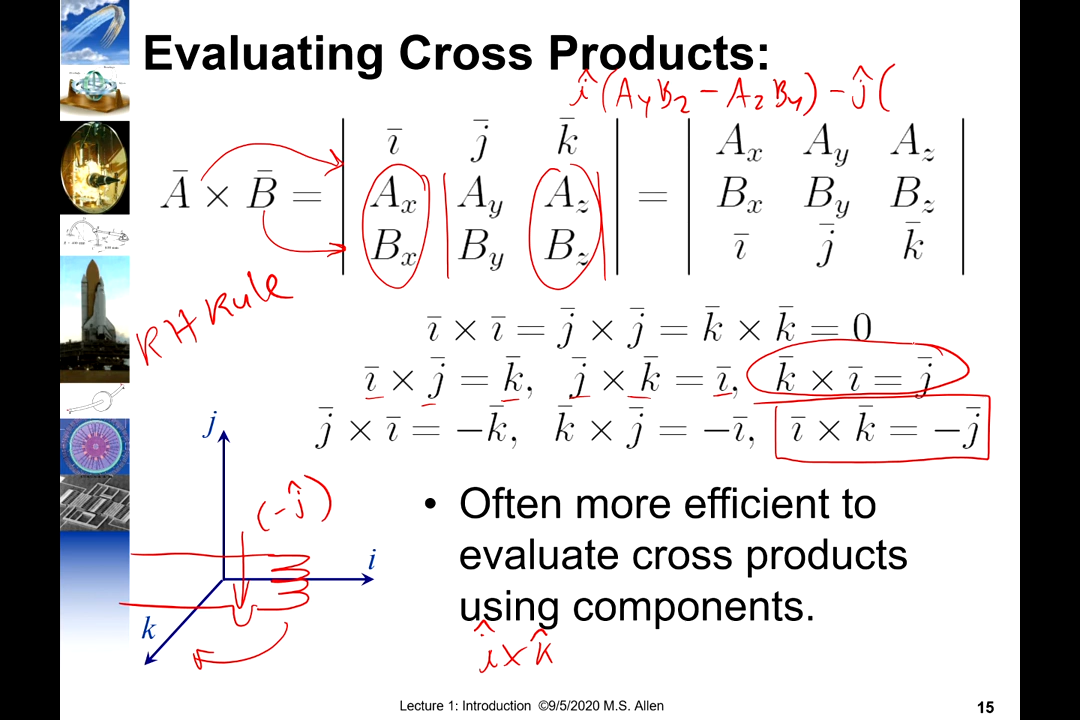 Evaluating Cross Products:
î (AyBz − AzBy) − ĵ (
ī j̄ k̄ Ax Ay Az
Ā × B̄ = Ax Ay Az = Bx By Bz
Bx By Bz ī j̄ k̄
RH Rule
ī × ī = j̄ × j̄ = k̄ × k̄ = 0
ī × j̄ = k̄, j̄ × k̄ = ī, k̄ × ī = j̄
j̄ × ī = −k̄, k̄ × j̄ = −ī, ī × k̄ = −j̄
j
(-ĵ)
i
k
• Often more efficient to
evaluate cross products
using components.
î × k̂
Lecture 1: Introduction ©9/5/2020 M.S. Allen
15